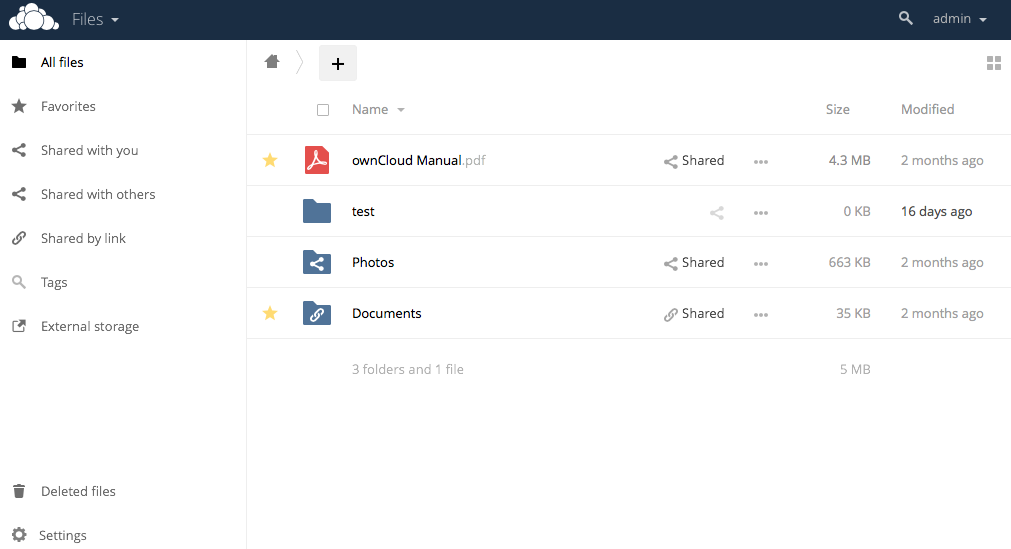 Files
admin
All files
Favorites
Shared with you
Shared with others
Shared by link
Tags
External storage
Deleted files
Settings
Name Size Modified
ownCloud Manual.pdf Shared 4.3 MB 2 months ago
test 0 KB 16 days ago
Photos Shared 663 KB 2 months ago
Documents Shared 35 KB 2 months ago
3 folders and 1 file 5 MB